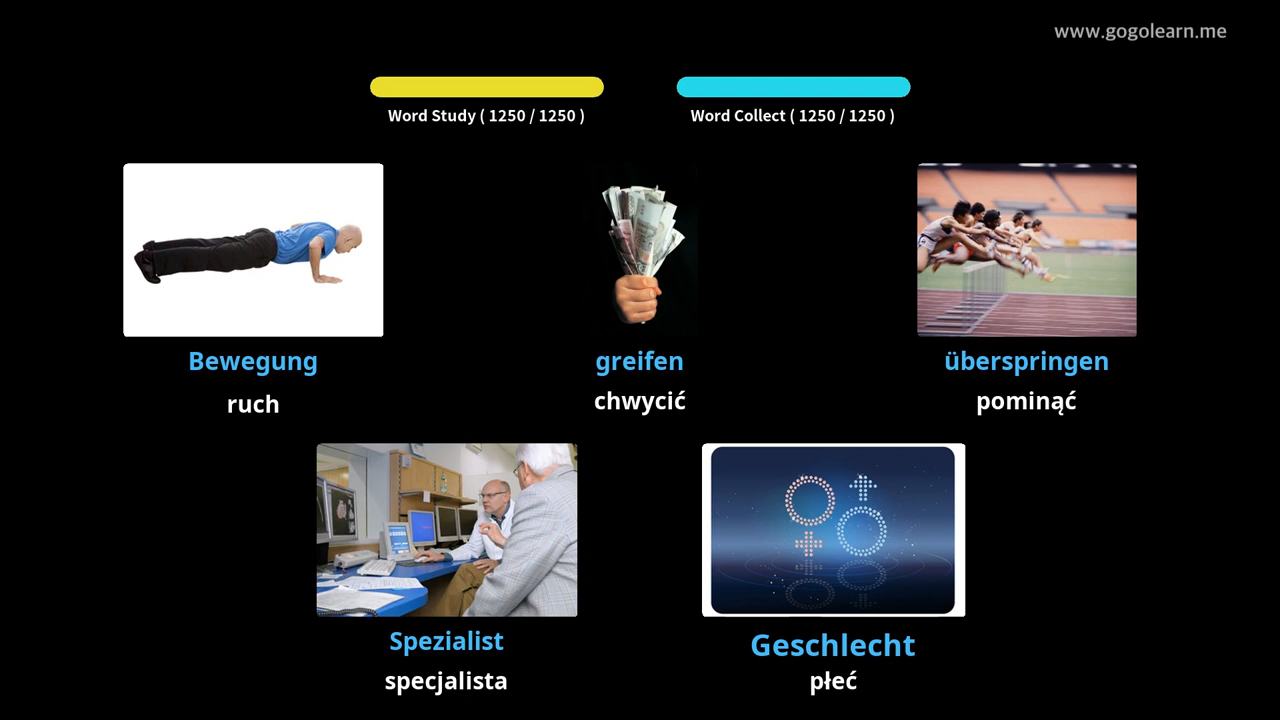 www.gogolearn.me
Word Study ( 1250 / 1250 )
Word Collect ( 1250 / 1250 )
Bewegung
ruch
greifen
chwycić
überspringen
pominąć
Spezialist
specjalista
Geschlecht
płeć